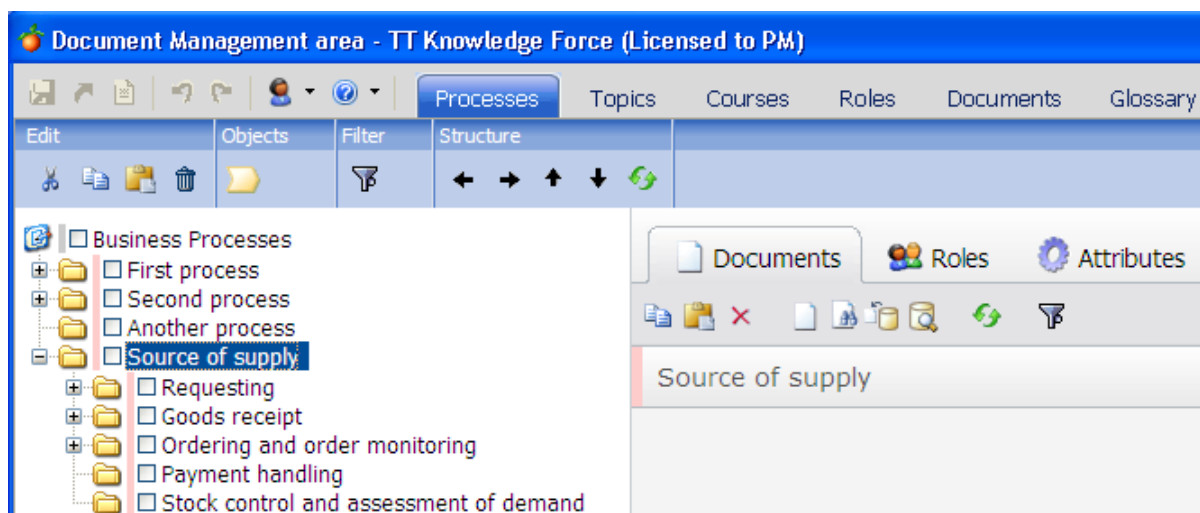 Document Management area - TT Knowledge Force (Licensed to PM)
Processes Topics Courses Roles Documents Glossary
Edit Objects Filter Structure
Business Processes
First process
Second process
Another process
Source of supply
Requesting
Goods receipt
Ordering and order monitoring
Payment handling
Stock control and assessment of demand
Documents Roles Attributes
Source of supply